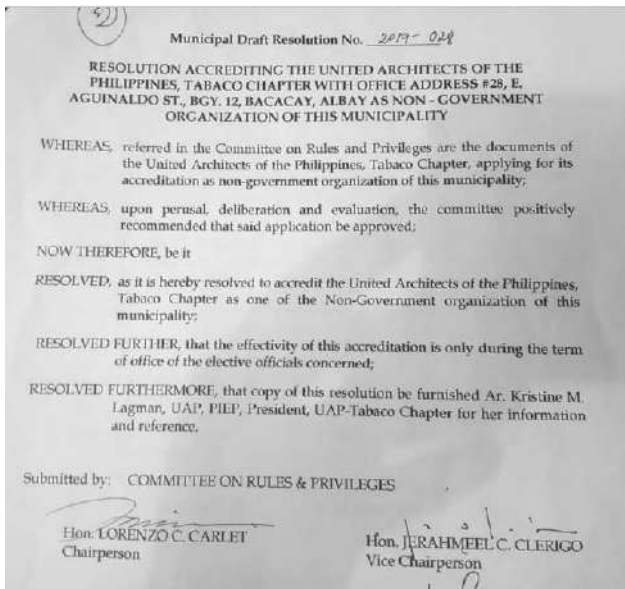 52
Municipal Draft Resolution No. 2019-028
RESOLUTION ACCREDITING THE UNITED ARCHITECTS OF THE
PHILIPPINES, TABACO CHAPTER WITH OFFICE ADDRESS #28, E.
AGUINALDO ST., BGY. 12, BACACAY, ALBAY AS NON - GOVERNMENT
ORGANIZATION OF THIS MUNICIPALITY
WHEREAS, referred in the Committee on Rules and Privileges are the documents of
the United Architects of the Philippines, Tabaco Chapter, applying for its
accreditation as non-government organization of this municipality;
WHEREAS, upon perusal, deliberation and evaluation, the committee positively
recommended that said application be approved;
NOW THEREFORE, be it
RESOLVED, as it is hereby resolved to accredit the United Architects of the Philippines,
Tabaco Chapter as one of the Non-Government organization of this
municipality;
RESOLVED FURTHER, that the effectivity of this accreditation is only during the term
of office of the elective officials concerned;
RESOLVED FURTHERMORE, that copy of this resolution be furnished Ar. Kristine M.
Lagman, UAP, PIEP, President, UAP-Tabaco Chapter for her information
and reference.
Submitted by: COMMITTEE ON RULES & PRIVILEGES
Hon. LORENZO C. CARLET
Chairperson
Hon. JERAHMEEL C. CLERIGO
Vice Chairperson